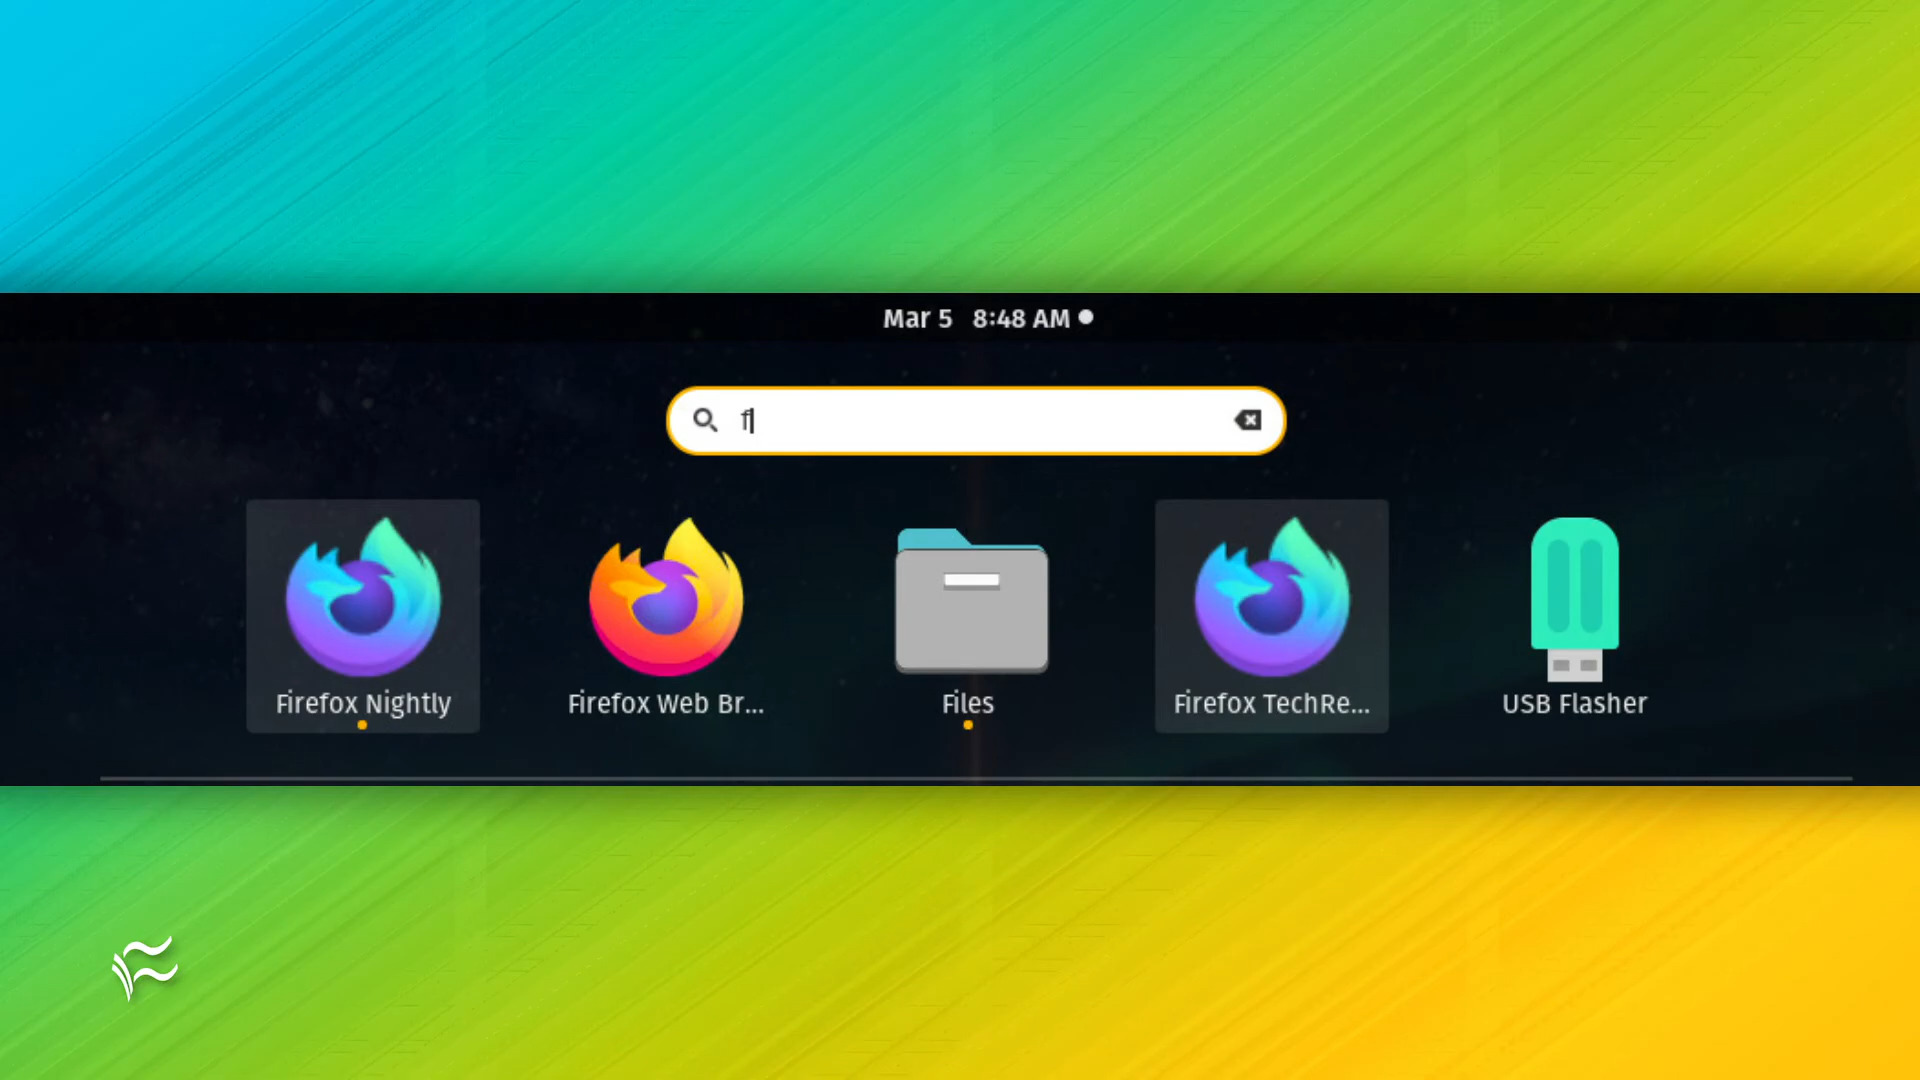 Mar 5 8:48 AM
f
Firefox Nightly
Firefox Web Br...
Files
Firefox TechRe...
USB Flasher